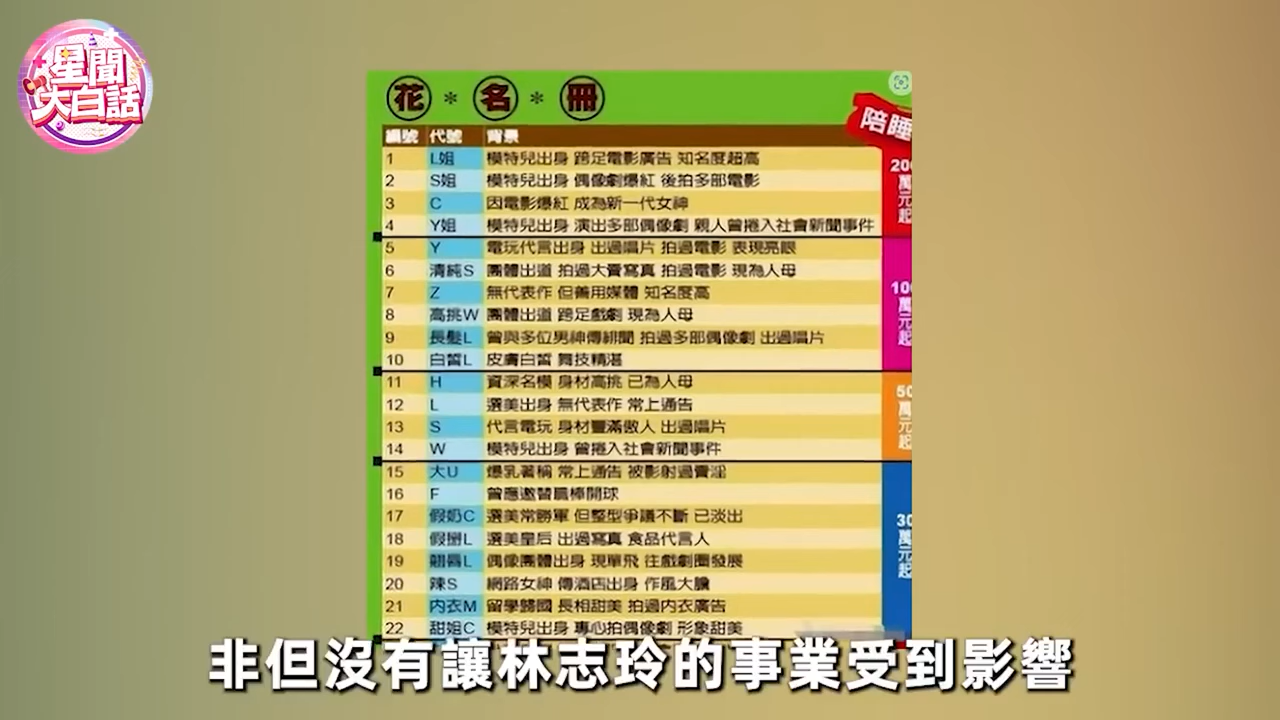 星聞
大白話
花*名*冊
編號 代號 背景
陪睡
1 L姐 模特兒出身 跨足電影廣告 知名度超高
2 S姐 模特兒出身 偶像劇爆紅 後拍多部電影
3 C 因電影爆紅 成為新一代女神
4 Y姐 模特兒出身 演出多部偶像劇 親人曾捲入社會新聞事件
200萬元起
5 Y 電玩代言出身 出過唱片 拍過電影 表現亮眼
6 清純S 團體出道 拍過大賣寫真 拍過電影 現為人母
7 Z 無代表作 但善用媒體 知名度高
8 高挑W 團體出道 跨足戲劇 現為人母
9 長髮L 曾與多位男神傳緋聞 拍過多部偶像劇 出過唱片
10 白皙L 皮膚白皙 舞技精湛
100萬元起
11 H 資深名模 身材高挑 已為人母
12 L 選美出身 無代表作 常上通告
13 S 代言電玩 身材豐滿傲人 出過唱片
14 W 模特兒出身 曾捲入社會新聞事件
50萬元起
15 大U 爆乳著稱 常上通告 被影射過賣淫
16 F 曾應邀替職棒開球
17 假奶C 選美常勝軍 但整型爭議不斷 已淡出
18 假掰L 選美皇后 出過寫真 食品代言人
19 翹唇L 偶像團體出身 現單飛 往戲劇圈發展
20 辣S 網路女神 傳酒店出身 作風大膽
21 內衣M 留學歸國 長相甜美 拍過內衣廣告
22 甜姐C 模特兒出身 專心拍偶像劇 形象甜美
30萬元起
非但沒有讓林志玲的事業受到影響